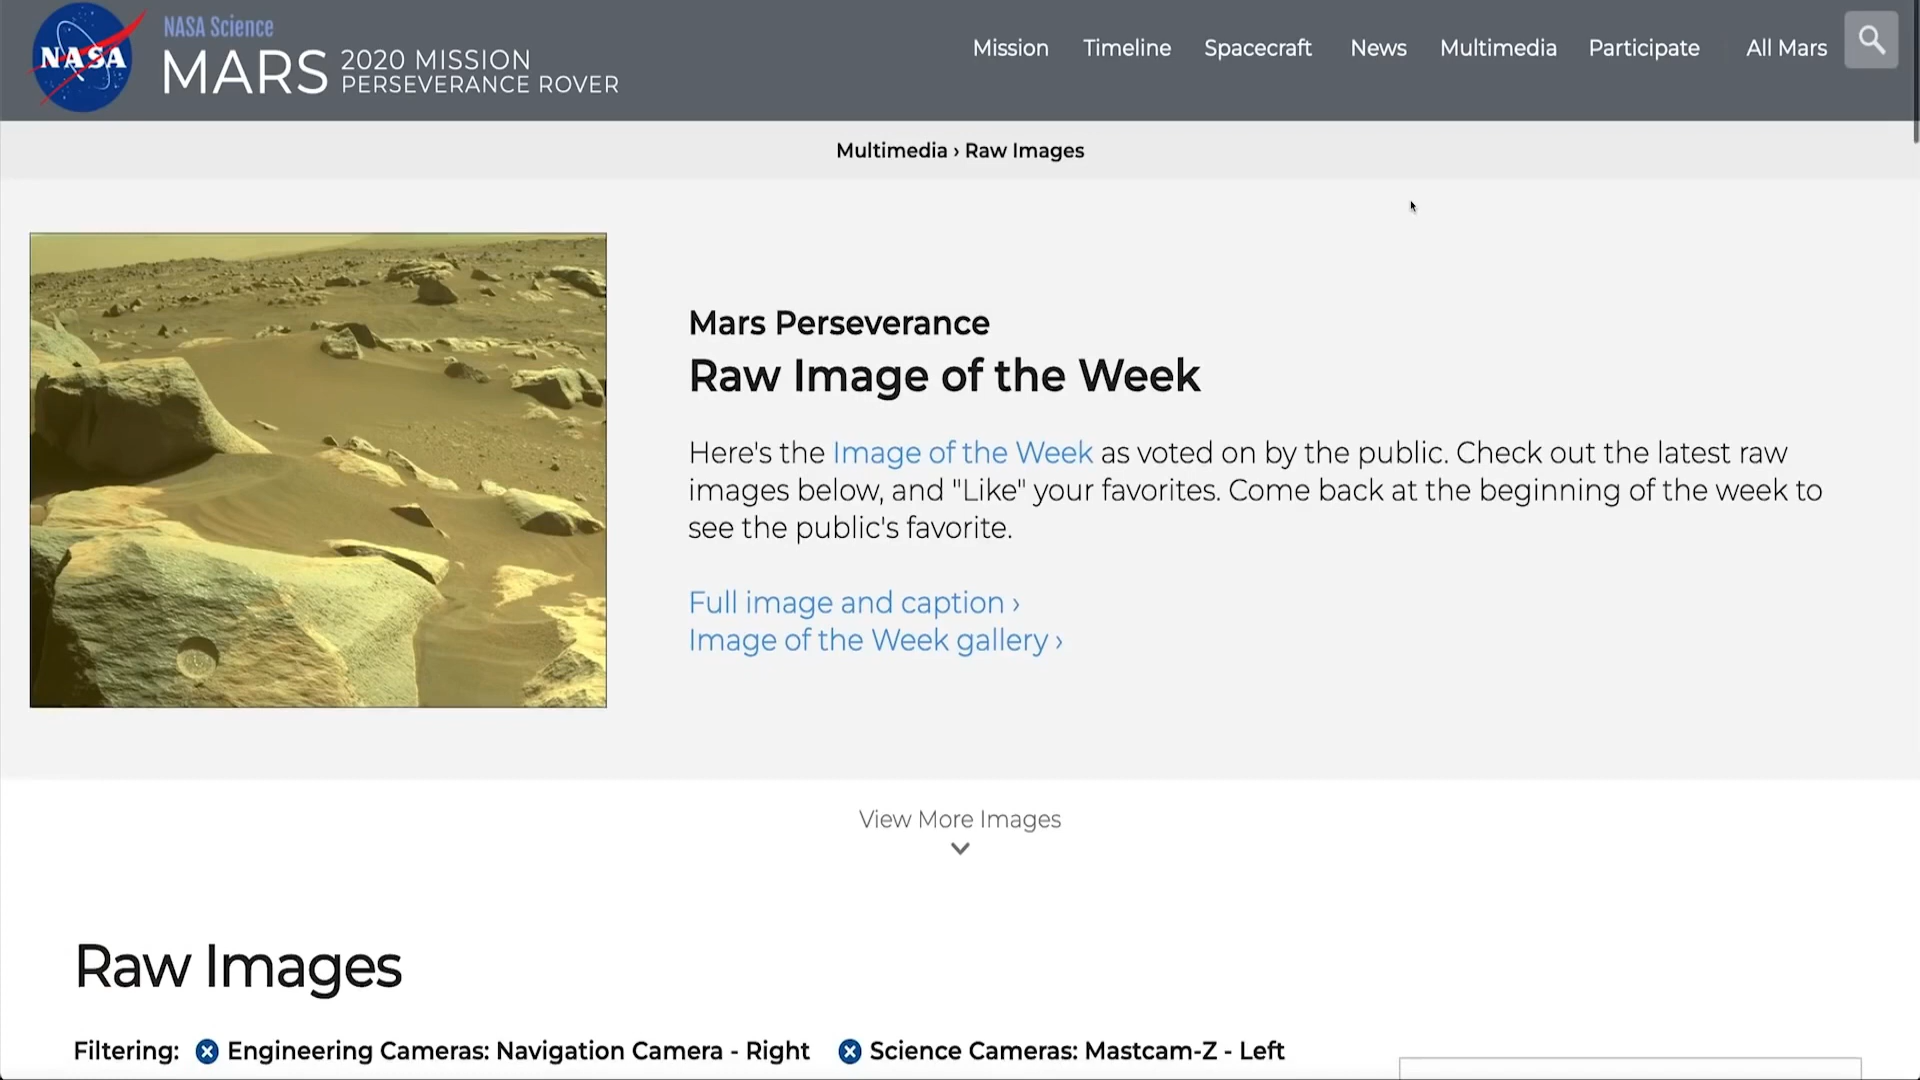 NASA
NASA Science
MARS
2020 MISSION
PERSEVERANCE ROVER
Mission
Timeline
Spacecraft
News
Multimedia
Participate
All Mars
Multimedia › Raw Images
Mars Perseverance
Raw Image of the Week
Here's the Image of the Week as voted on by the public. Check out the latest raw
images below, and "Like" your favorites. Come back at the beginning of the week to
see the public's favorite.
Full image and caption ›
Image of the Week gallery ›
View More Images
Raw Images
Filtering: Engineering Cameras: Navigation Camera - Right Science Cameras: Mastcam-Z - Left